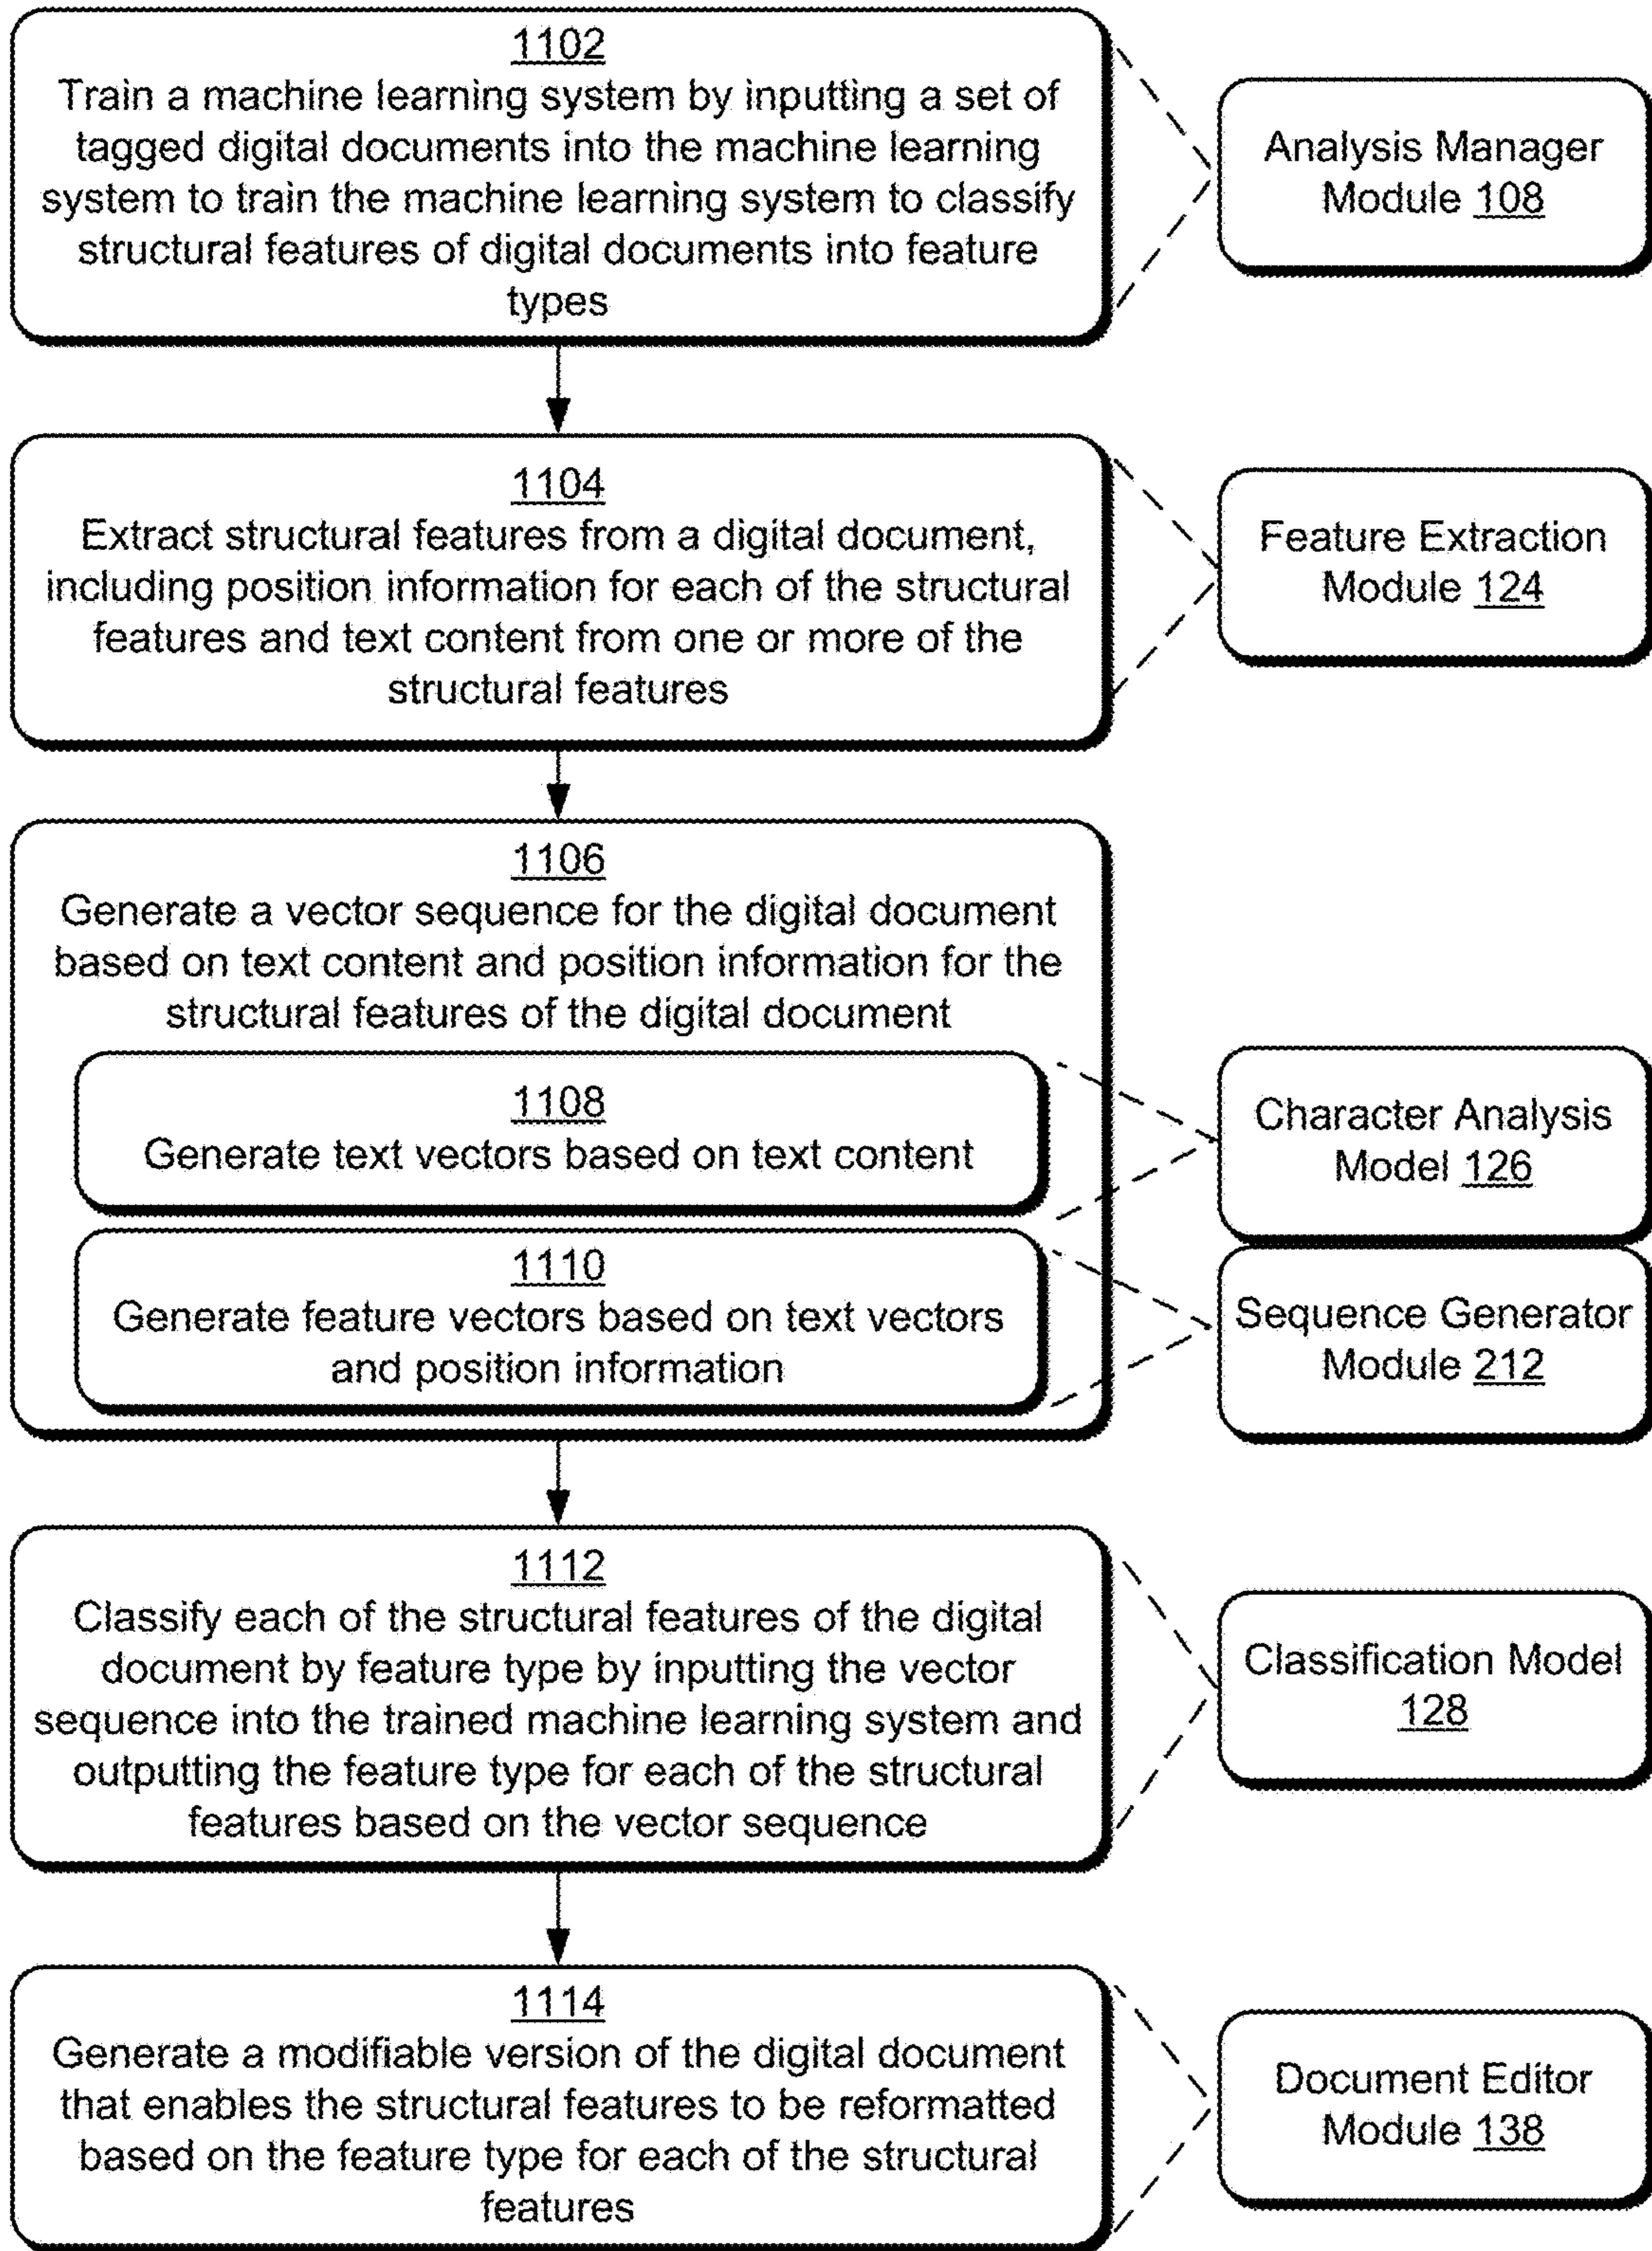 1102
Train a machine learning system by inputting a set of
tagged digital documents into the machine learning
system to train the machine learning system to classify
structural features of digital documents into feature
types
Analysis Manager
Module 108
1104
Extract structural features from a digital document,
including position information for each of the structural
features and text content from one or more of the
structural features
Feature Extraction
Module 124
1106
Generate a vector sequence for the digital document
based on text content and position information for the
structural features of the digital document
1108
Generate text vectors based on text content
Character Analysis
Model 126
1110
Generate feature vectors based on text vectors
and position information
Sequence Generator
Module 212
1112
Classify each of the structural features of the digital
document by feature type by inputting the vector
sequence into the trained machine learning system and
outputting the feature type for each of the structural
features based on the vector sequence
Classification Model
128
1114
Generate a modifiable version of the digital document
that enables the structural features to be reformatted
based on the feature type for each of the structural
features
Document Editor
Module 138